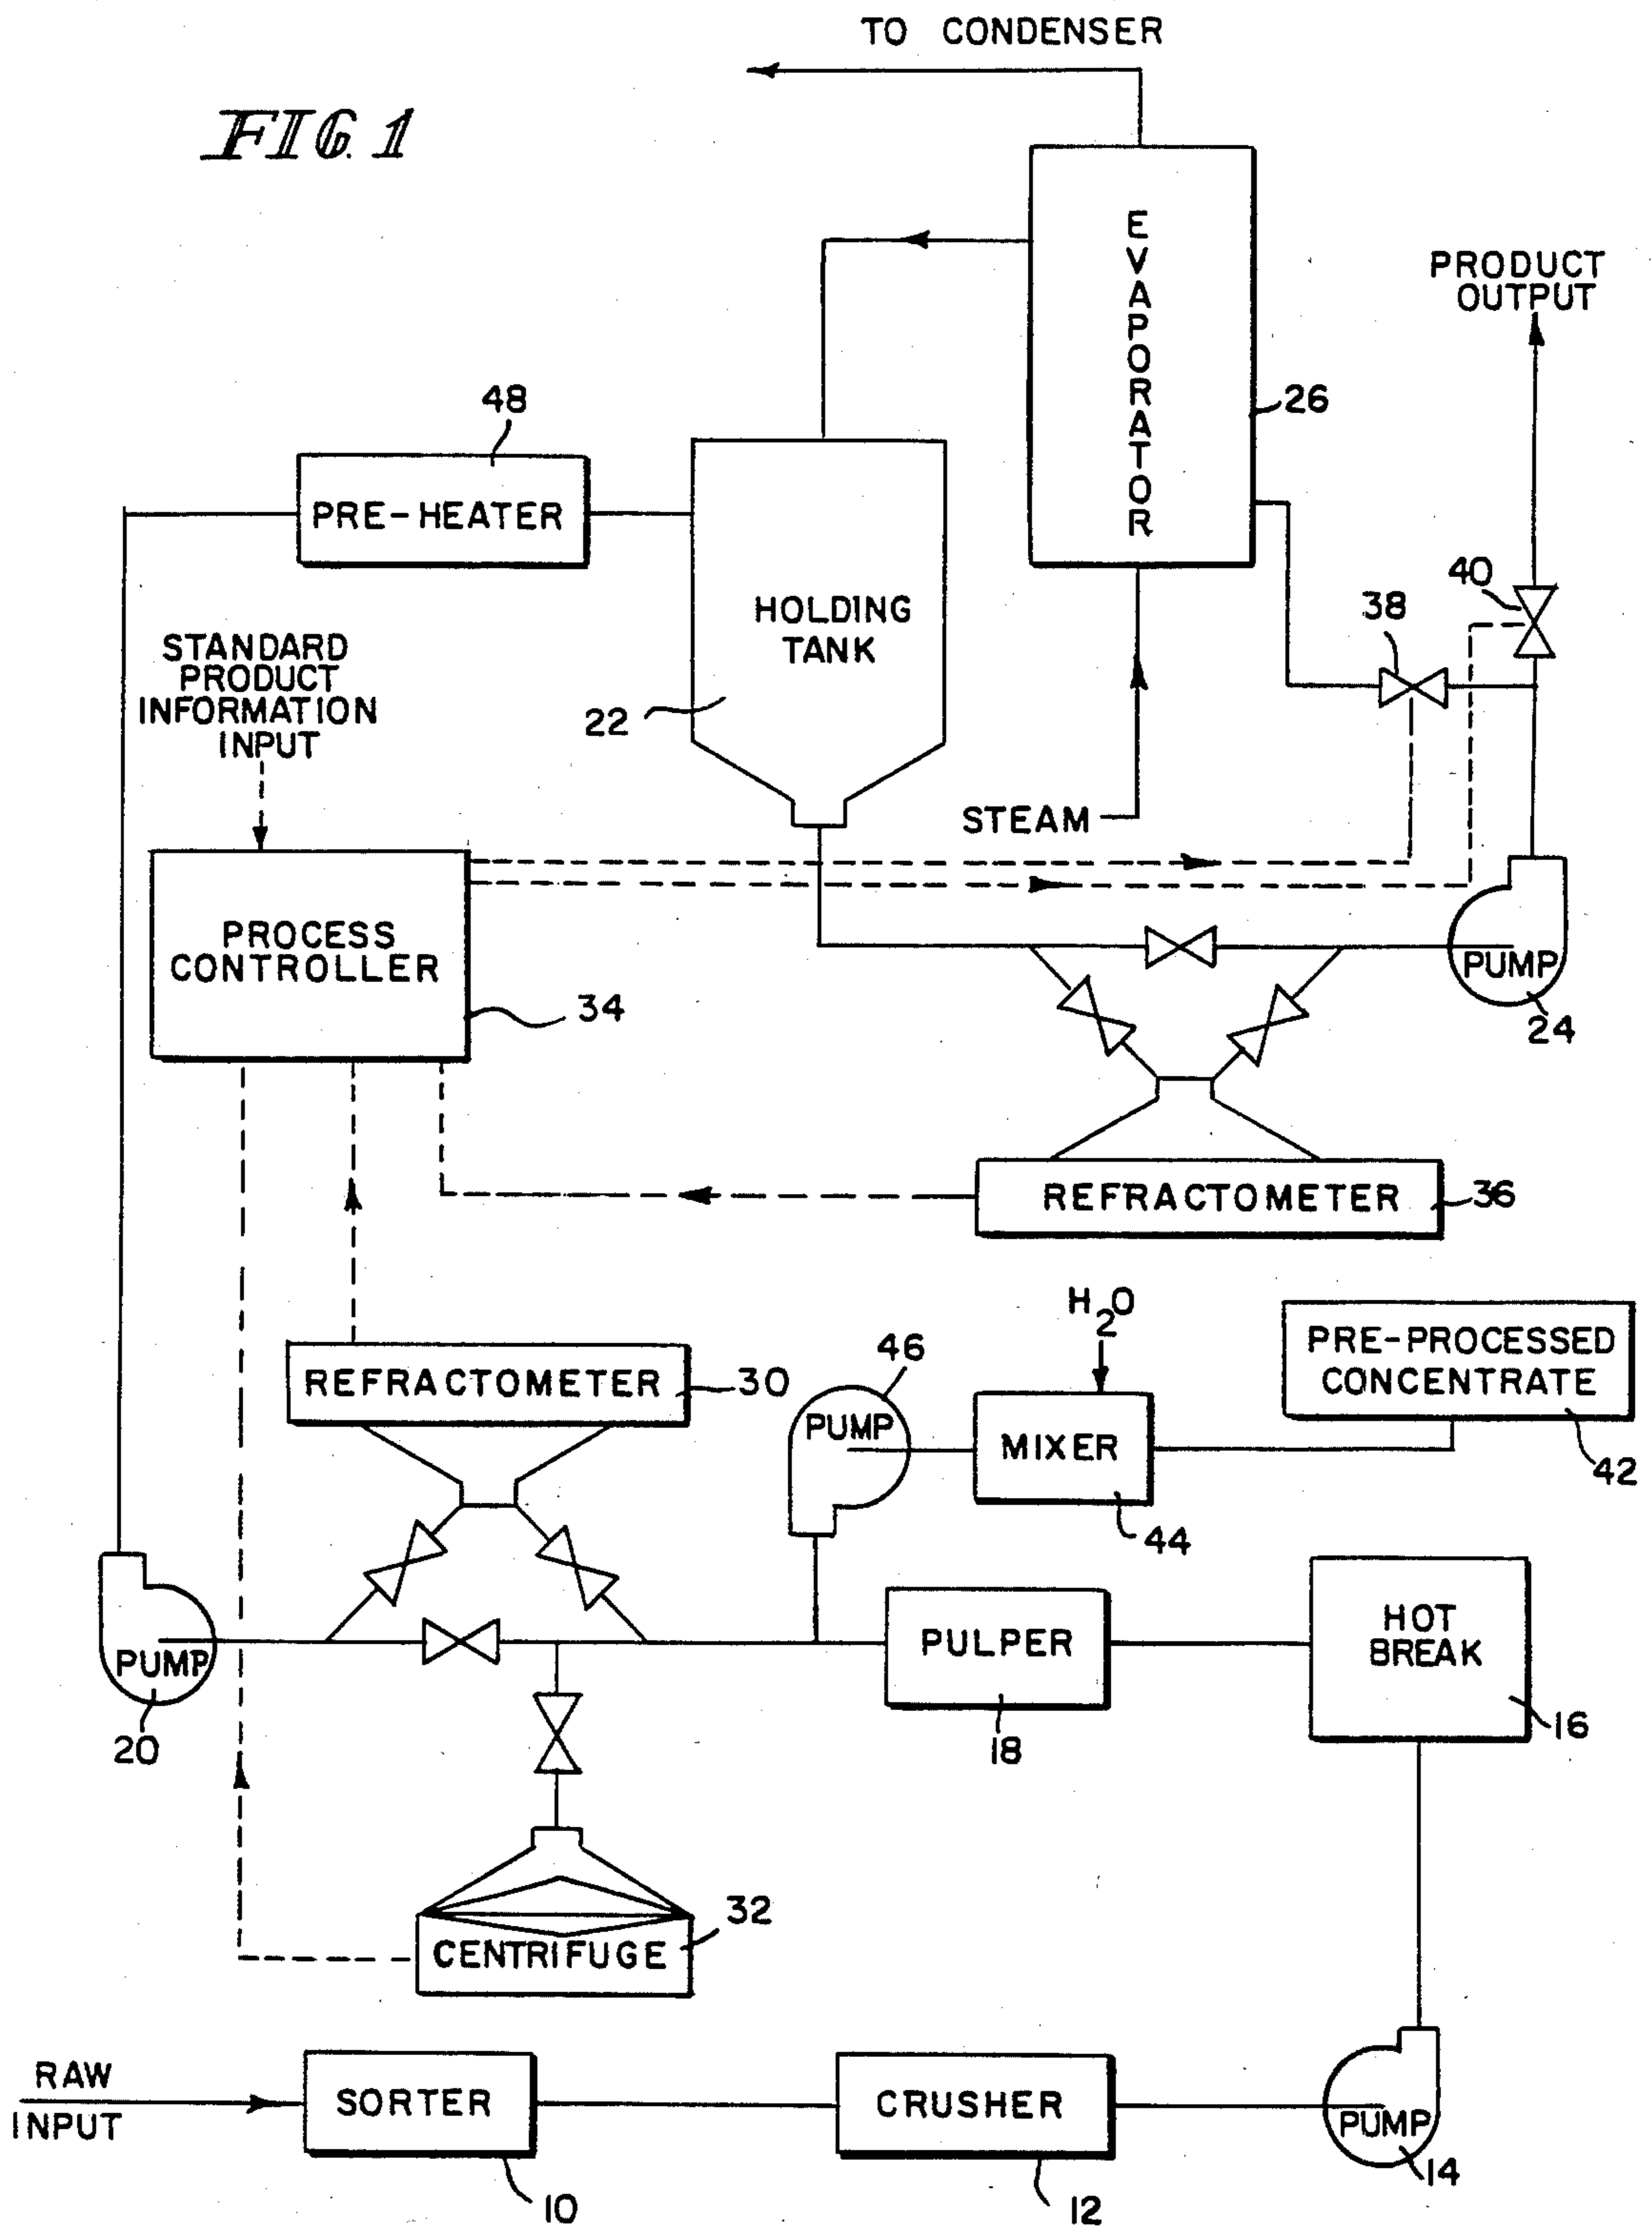 TO CONDENSER
FIG. 1
EVAPORATOR
PRODUCT
OUTPUT
26
48
PRE-HEATER
HOLDING
TANK
22
40
38
STANDARD
PRODUCT
INFORMATION
INPUT
STEAM
PROCESS
CONTROLLER
34
PUMP
24
REFRACTOMETER
36
H2O
PRE-PROCESSED
CONCENTRATE
42
46
PUMP
MIXER
44
REFRACTOMETER
30
HOT
BREAK
16
PULPER
18
PUMP
20
32
CENTRIFUGE
RAW
INPUT
SORTER
10
CRUSHER
12
PUMP
14